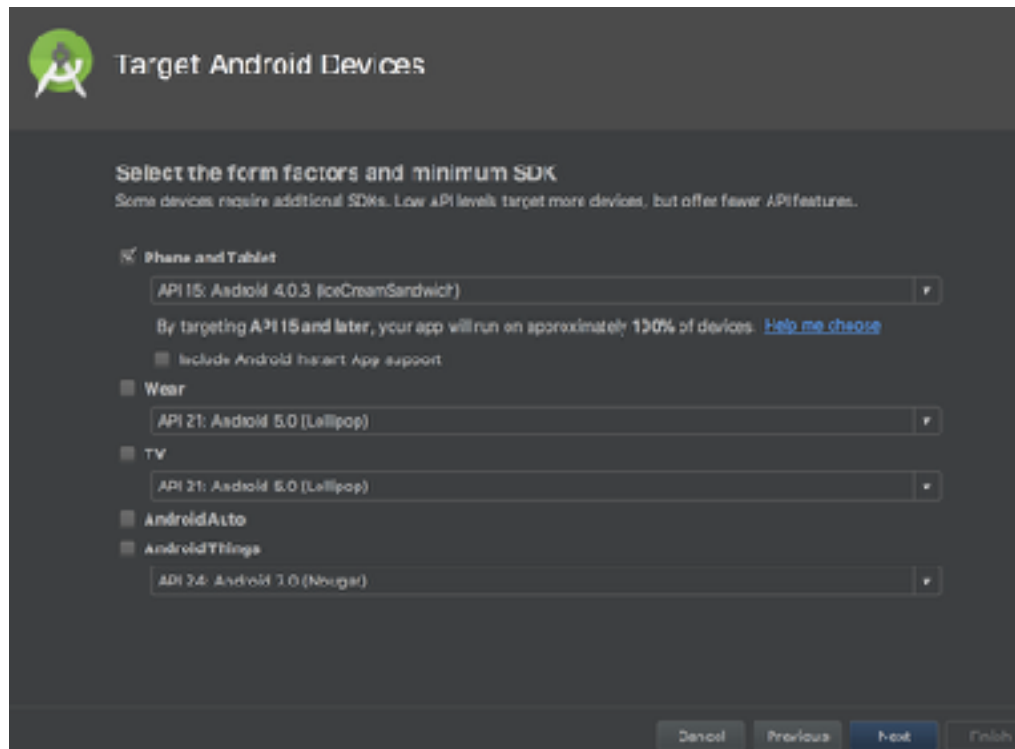 Target Android Devices
Select the form factors and minimum SDK
Some devices require additional SDKs. Low API levels target more devices, but offer fewer API features.
Phone and Tablet
API 15: Android 4.0.3 (IceCreamSandwich)
By targeting API 15 and later, your app will run on approximately 100% of devices. Help me choose
Include Android Instant App support
Wear
API 21: Android 5.0 (Lollipop)
TV
API 21: Android 5.0 (Lollipop)
Android Auto
Android Things
API 24: Android 7.0 (Nougat)
Cancel Previous Next Finish